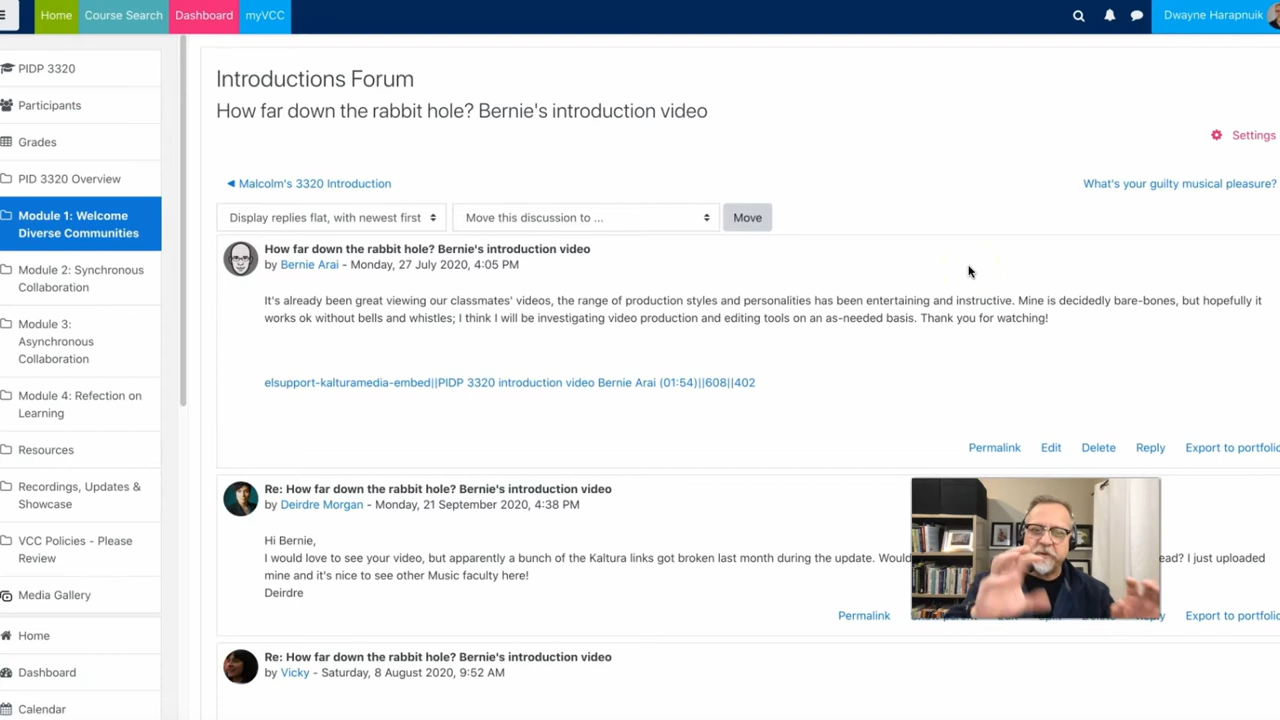 Home Course Search Dashboard myVCC Dwayne Harapnuik
PIDP 3320
Participants
Grades
PID 3320 Overview
Module 1: Welcome
Diverse Communities
Module 2: Synchronous
Collaboration
Module 3:
Asynchronous
Collaboration
Module 4: Refection on
Learning
Resources
Recordings, Updates &
Showcase
VCC Policies - Please
Review
Media Gallery
Home
Dashboard
Calendar
Introductions Forum
How far down the rabbit hole? Bernie's introduction video
Settings
◀ Malcolm's 3320 Introduction What's your guilty musical pleasure?
Display replies flat, with newest first Move this discussion to ... Move
How far down the rabbit hole? Bernie's introduction video
by Bernie Arai - Monday, 27 July 2020, 4:05 PM
It's already been great viewing our classmates' videos, the range of production styles and personalities has been entertaining and instructive. Mine is decidedly bare-bones, but hopefully it
works ok without bells and whistles; I think I will be investigating video production and editing tools on an as-needed basis. Thank you for watching!
elsupport-kalturamedia-embed||PIDP 3320 introduction video Bernie Arai (01:54)||608||402
Permalink Edit Delete Reply Export to portfolio
Re: How far down the rabbit hole? Bernie's introduction video
by Deirdre Morgan - Monday, 21 September 2020, 4:38 PM
Hi Bernie,
I would love to see your video, but apparently a bunch of the Kaltura links got broken last month during the update. Would ead? I just uploaded
mine and it's nice to see other Music faculty here!
Deirdre
Permalink Export to portfolio
Re: How far down the rabbit hole? Bernie's introduction video
by Vicky - Saturday, 8 August 2020, 9:52 AM